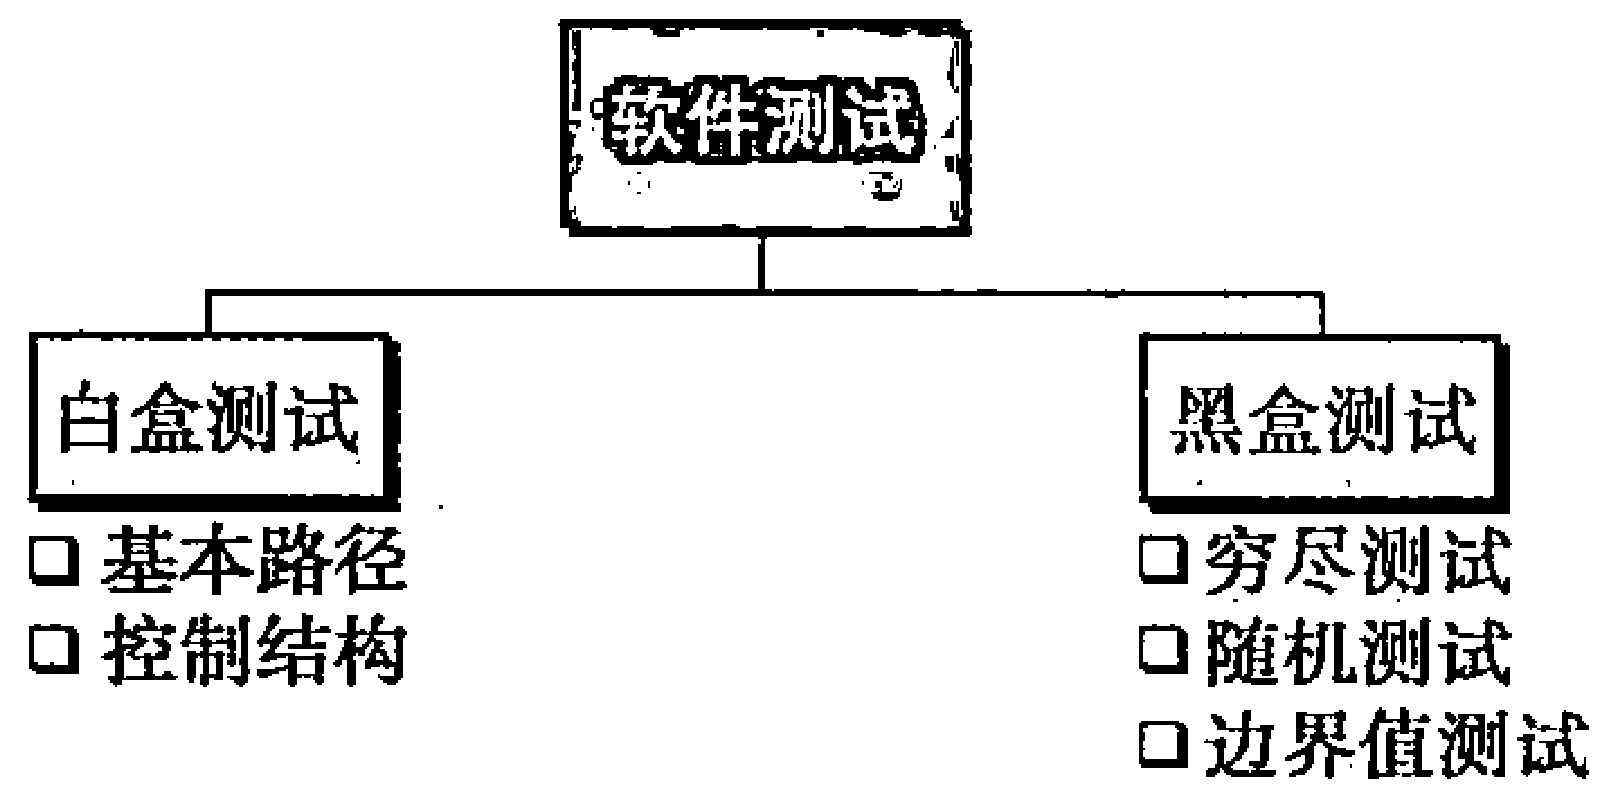 软件测试
白盒测试
❏ 基本路径
❏ 控制结构
黑盒测试
❏ 穷尽测试
❏ 随机测试
❏ 边界值测试